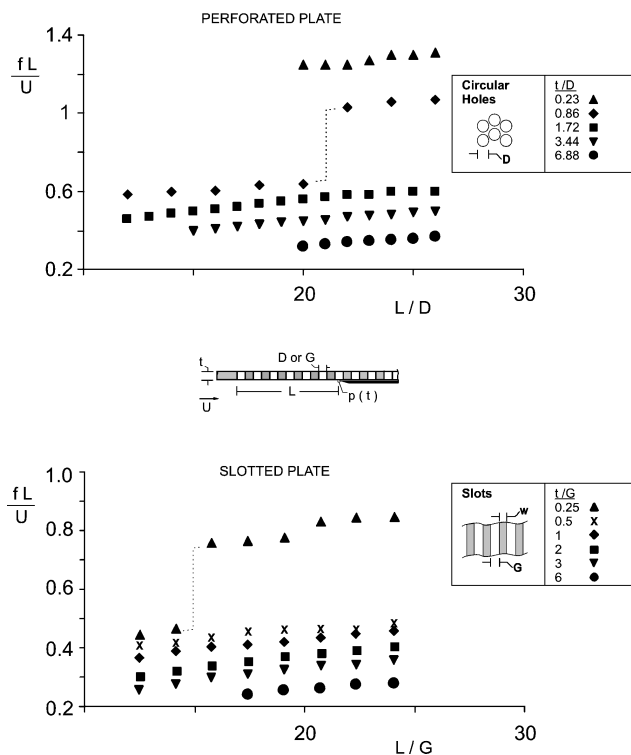 PERFORATED PLATE
1.4
f L
U
1
0.6
0.2
20
30
L / D
Circular
Holes
D
t /D
0.23
0.86
1.72
3.44
6.88
D or G
t
L
U
p ( t )
SLOTTED PLATE
1.0
f L
U
0.8
0.6
0.4
0.2
20
30
L / G
Slots
w
G
t /G
0.25
0.5
1
2
3
6